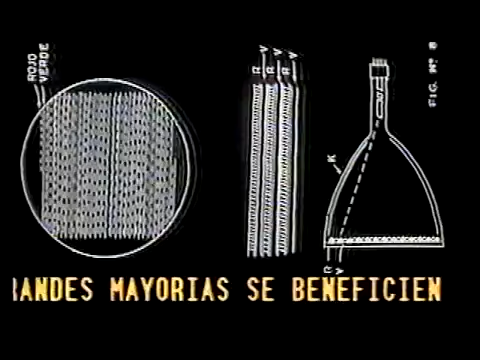 ROJO
VERDE
R V R V
FIG. Nº 8
K
R
V
RANDES MAYORIAS SE BENEFICIEN